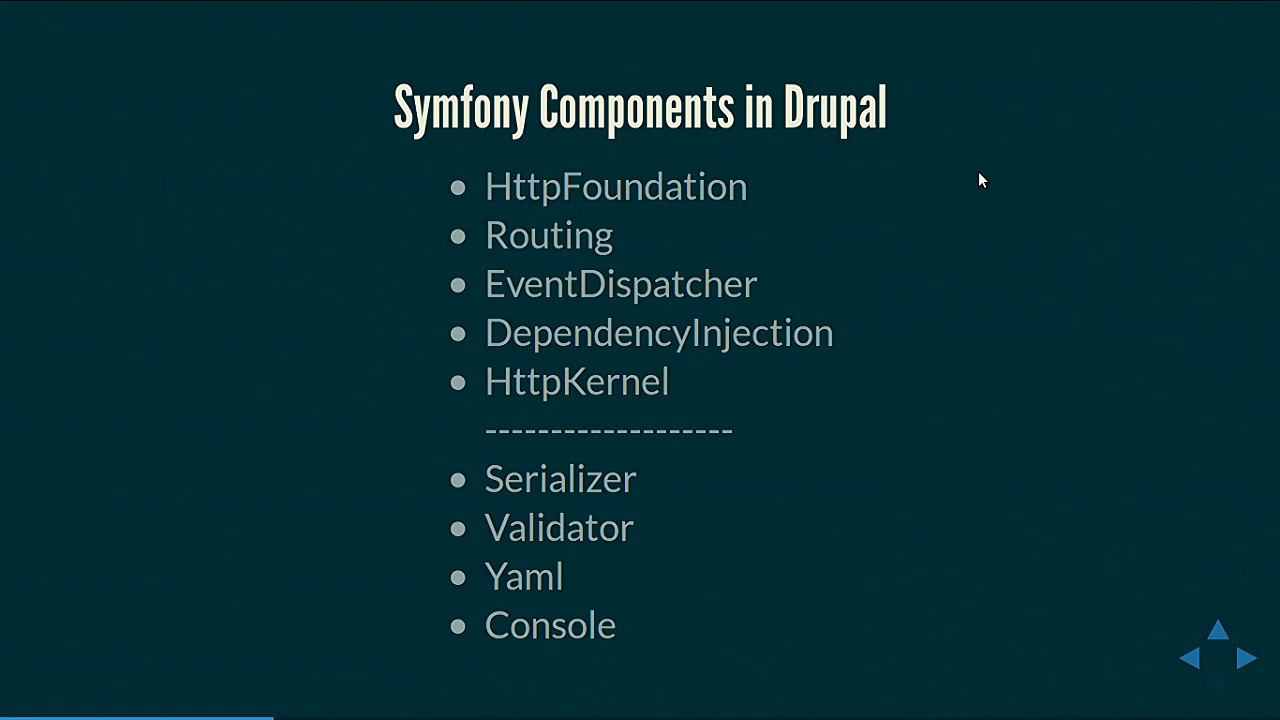 Symfony Components in Drupal
HttpFoundation
Routing
EventDispatcher
DependencyInjection
HttpKernel
-------------------
Serializer
Validator
Yaml
Console